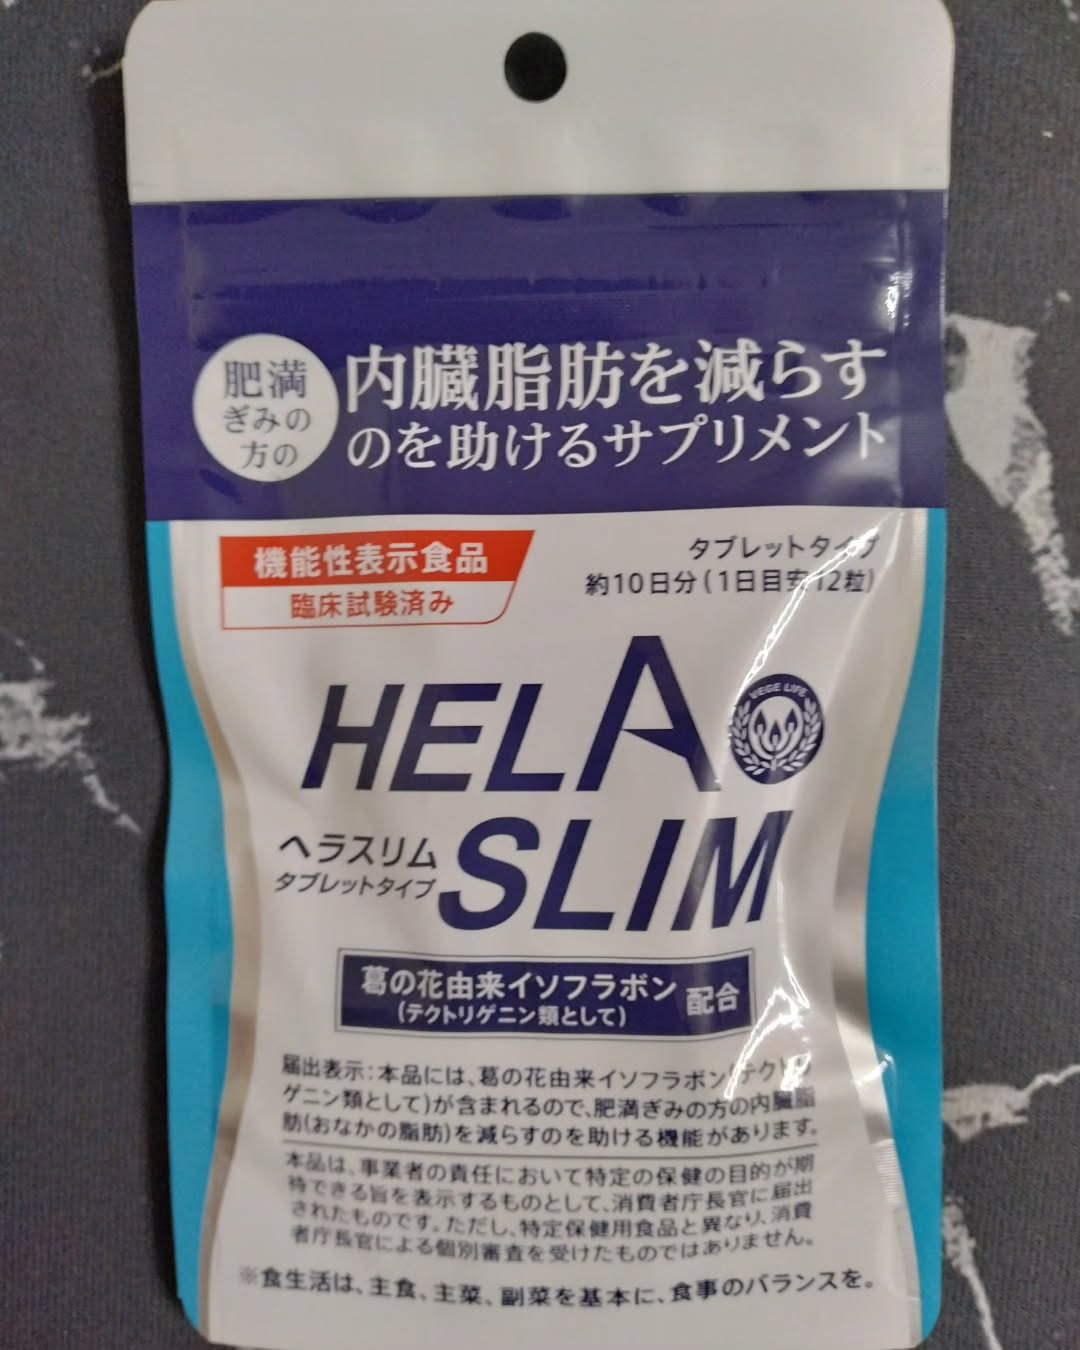 肥満
ぎみの
方の
内臓脂肪を減らす
のを助けるサプリメント
機能性表示食品
臨床試験済み
タブレットタイプ
約10日分(1日目安12粒)
HELA
VEGE LIFE
SLIM
ヘラスリム
タブレットタイプ
葛の花由来イソフラボン
(テクトリゲニン類として)
配合
届出表示:本品には、葛の花由来イソフラボン(テクトリ
ゲニン類として)が含まれるので、肥満ぎみの方の内臓脂
肪(おなかの脂肪)を減らすのを助ける機能があります。
本品は、事業者の責任において特定の保健の目的が期
待できる旨を表示するものとして、消費者庁長官に届出
されたものです。ただし、特定保健用食品と異なり、消費
者庁長官による個別審査を受けたものではありません。
※食生活は、主食、主菜、副菜を基本に、食事のバランスを。